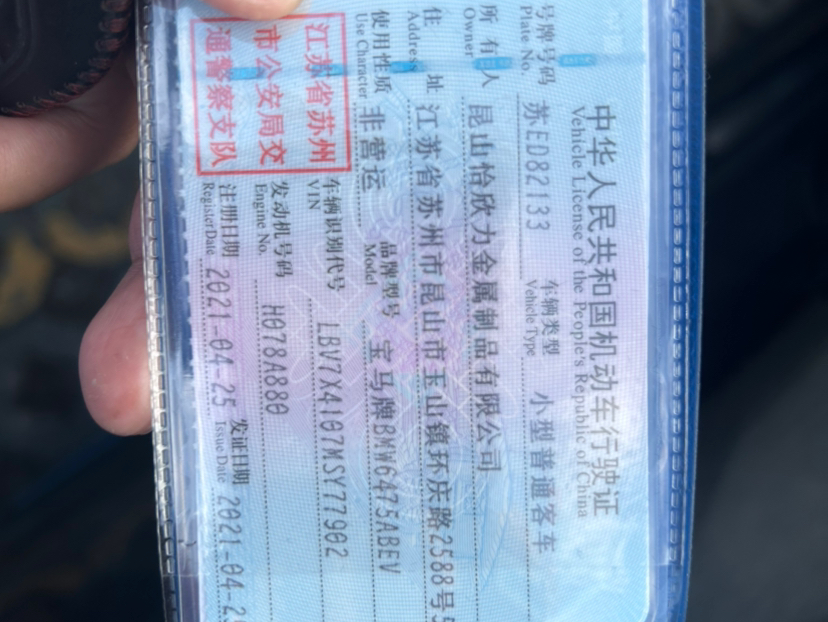 中华人民共和国机动车行驶证
Vehicle License of the People's Republic of China
号牌号码 苏ED82133 车辆类型 小型普通客车
Plate No. Vehicle Type
所有人 昆山怡欣力金属制品有限公司
Owner
住址 江苏省苏州市昆山市玉山镇环庆路2588号
Address
使用性质 非营运 品牌型号 宝马牌BMW6475ABEV
Use Character Model
江苏省苏州
市公安局交
通警察支队
车辆识别代号 LBV7X4107MSY77902
VIN
发动机号码 H078A880
Engine No.
注册日期 2021-04-25 发证日期 2021-04-2
Register Date Issue Date